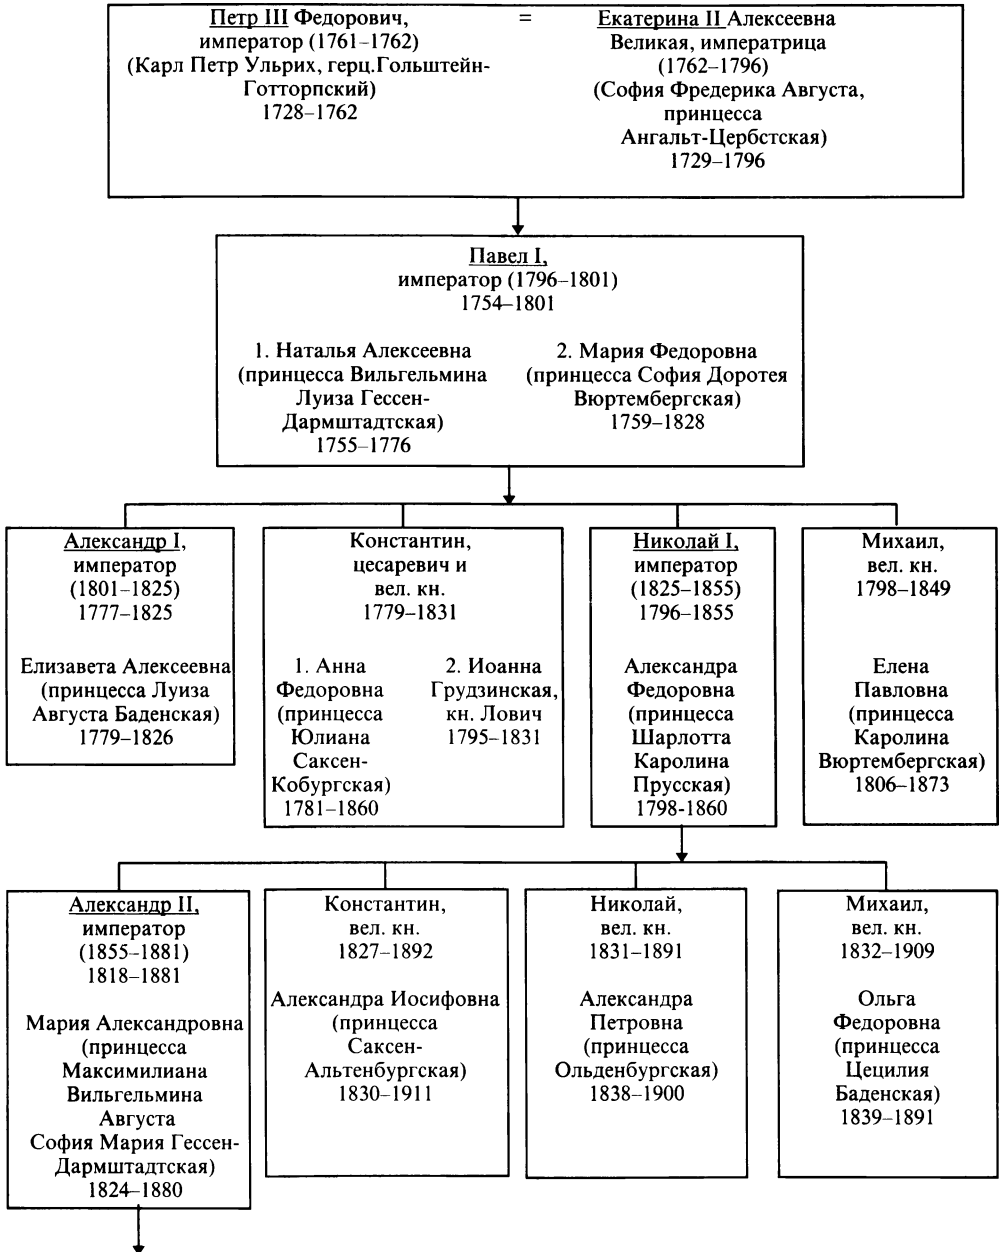 Петр III Федорович,
император (1761–1762)
(Карл Петр Ульрих, герц.Гольштейн-
Готторпский)
1728–1762
=
Екатерина II Алексеевна
Великая, императрица
(1762–1796)
(София Фредерика Августа,
принцесса
Ангальт-Цербстская)
1729–1796
Павел I,
император (1796–1801)
1754–1801
1. Наталья Алексеевна
(принцесса Вильгельмина
Луиза Гессен-
Дармштадтская)
1755–1776
2. Мария Федоровна
(принцесса София Доротея
Вюртембергская)
1759–1828
Александр I,
император
(1801–1825)
1777–1825
Елизавета Алексеевна
(принцесса Луиза
Августа Баденская)
1779–1826
Константин,
цесаревич и
вел. кн.
1779–1831
1. Анна
Федоровна
(принцесса
Юлиана
Саксен-
Кобургская)
1781–1860
2. Иоанна
Грудзинская,
кн. Лович
1795–1831
Николай I,
император
(1825–1855)
1796–1855
Александра
Федоровна
(принцесса
Шарлотта
Каролина
Прусская)
1798-1860
Михаил,
вел. кн.
1798–1849
Елена
Павловна
(принцесса
Каролина
Вюртембергская)
1806–1873
Александр II,
император
(1855–1881)
1818–1881
Мария Александровна
(принцесса
Максимилиана
Вильгельмина
Августа
София Мария Гессен-
Дармштадтская)
1824–1880
Константин,
вел. кн.
1827–1892
Александра Иосифовна
(принцесса
Саксен-
Альтенбургская)
1830–1911
Николай,
вел. кн.
1831–1891
Александра
Петровна
(принцесса
Ольденбургская)
1838–1900
Михаил,
вел. кн.
1832–1909
Ольга
Федоровна
(принцесса
Цецилия
Баденская)
1839–1891